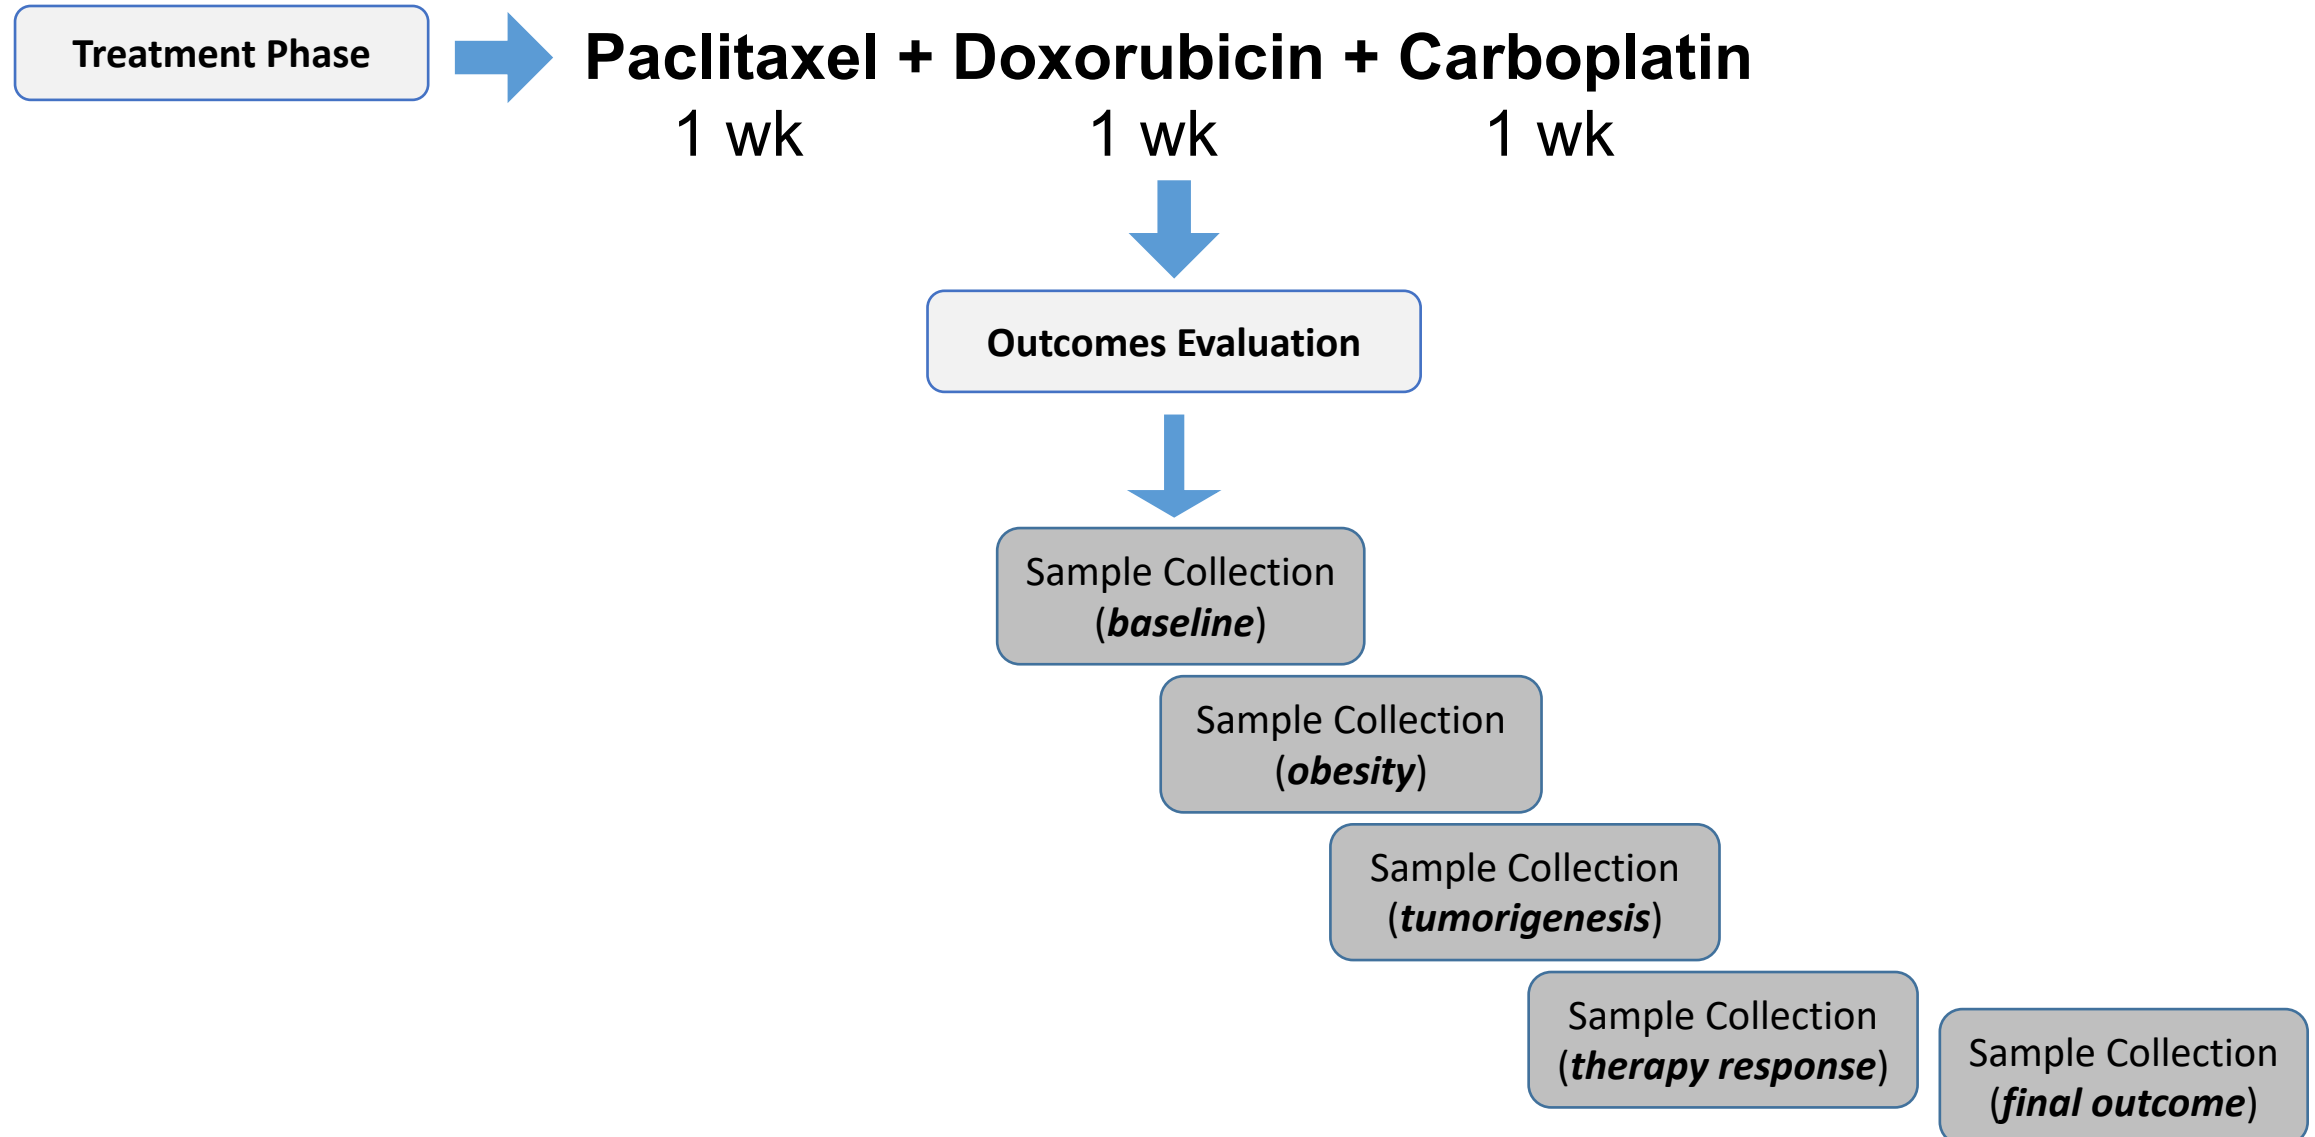 Treatment Phase
Paclitaxel + Doxorubicin + Carboplatin
1 wk 1 wk 1 wk
Outcomes Evaluation
Sample Collection
(baseline)
Sample Collection
(obesity)
Sample Collection
(tumorigenesis)
Sample Collection
(therapy response)
Sample Collection
(final outcome)